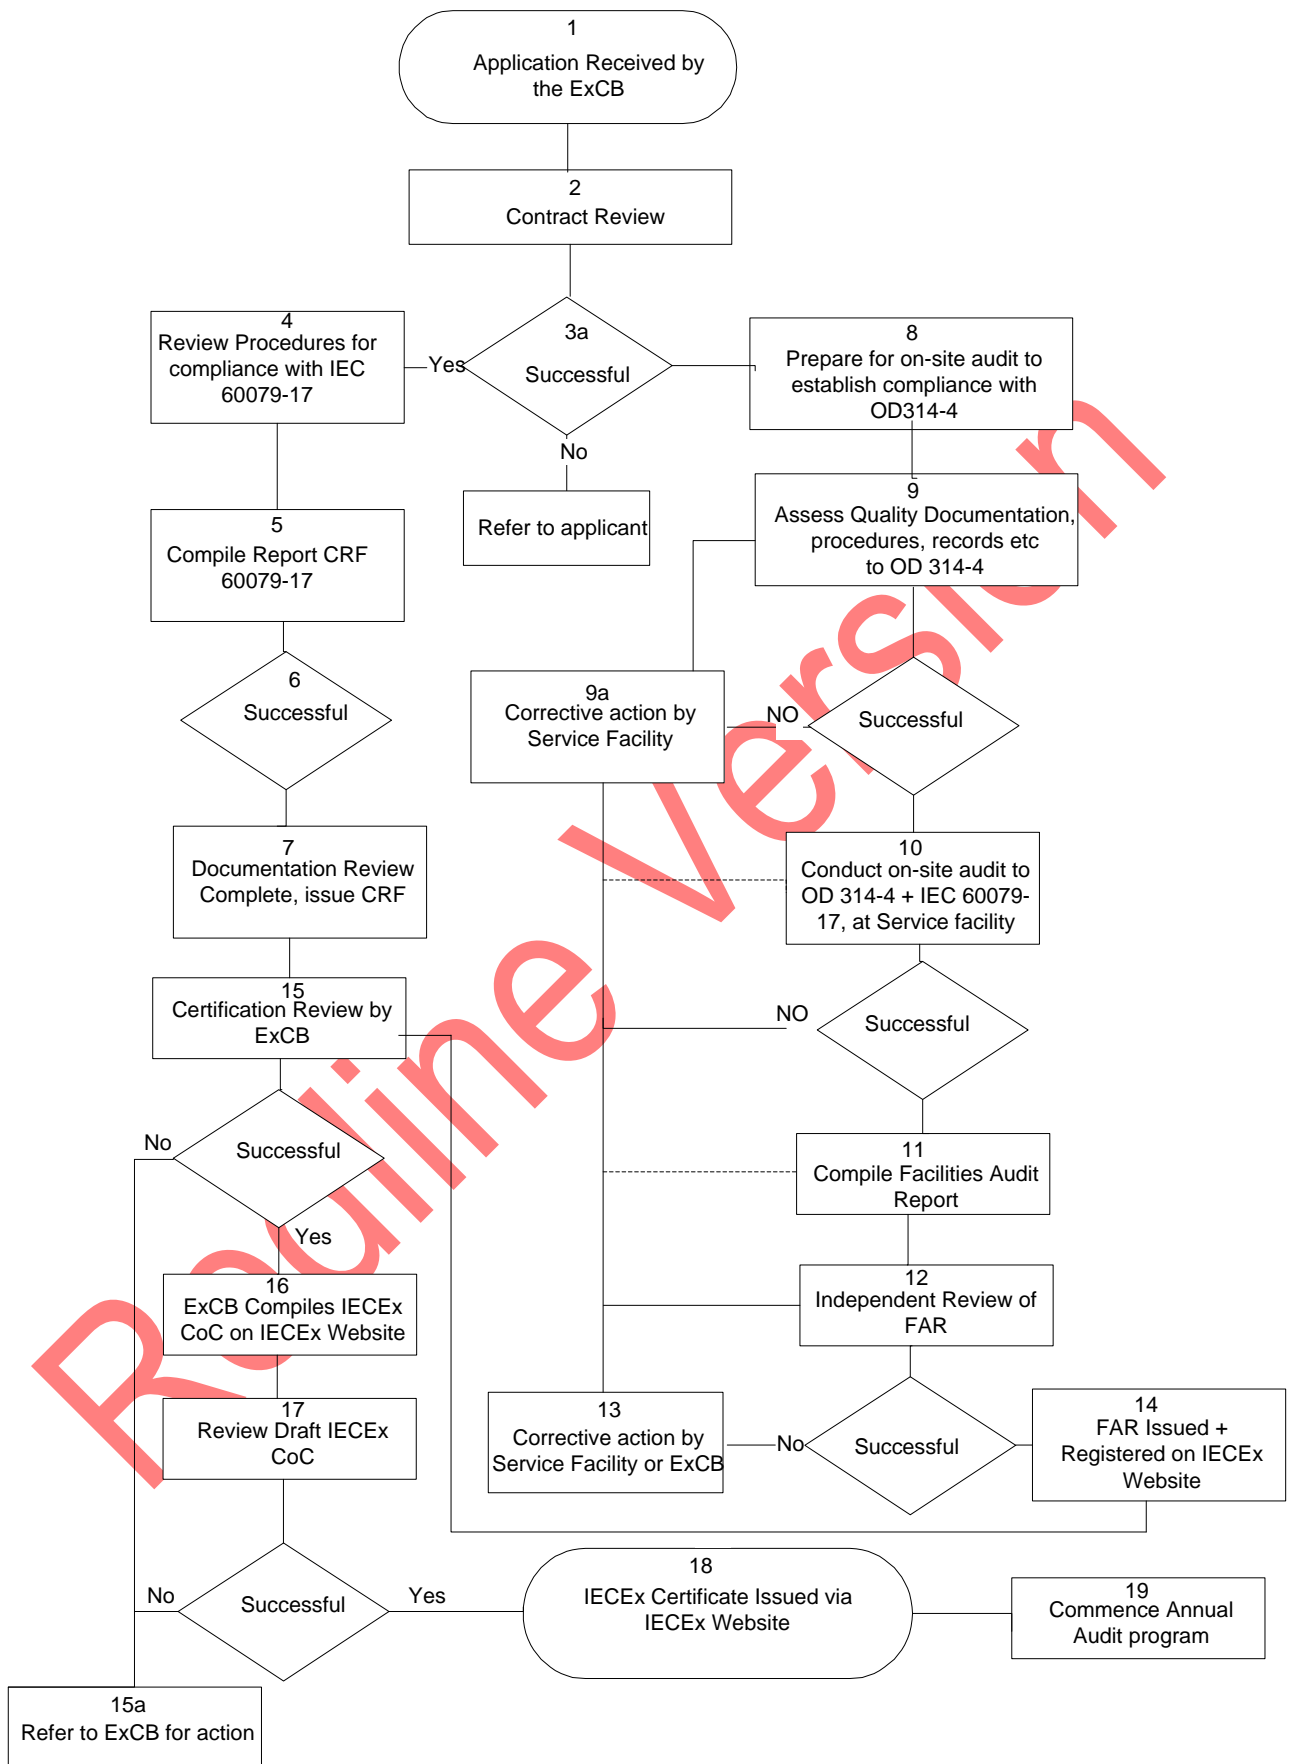 1
Application Received by
the ExCB
2
Contract Review
3a
Successful
Yes
No
Refer to applicant
4
Review Procedures for
compliance with IEC
60079-17
5
Compile Report CRF
60079-17
6
Successful
7
Documentation Review
Complete, issue CRF
8
Prepare for on-site audit to
establish compliance with
OD314-4
9
Assess Quality Documentation,
procedures, records etc
to OD 314-4
9a
Corrective action by
Service Facility
NO
Successful
10
Conduct on-site audit to
OD 314-4 + IEC 60079-
17, at Service facility
NO
Successful
11
Compile Facilities Audit
Report
12
Independent Review of
FAR
13
Corrective action by
Service Facility or ExCB
No
Successful
14
FAR Issued +
Registered on IECEx
Website
15
Certification Review by
ExCB
No
Successful
Yes
16
ExCB Compiles IECEx
CoC on IECEx Website
17
Review Draft IECEx
CoC
No
Successful
Yes
18
IECEx Certificate Issued via
IECEx Website
19
Commence Annual
Audit program
15a
Refer to ExCB for action
Redline Version